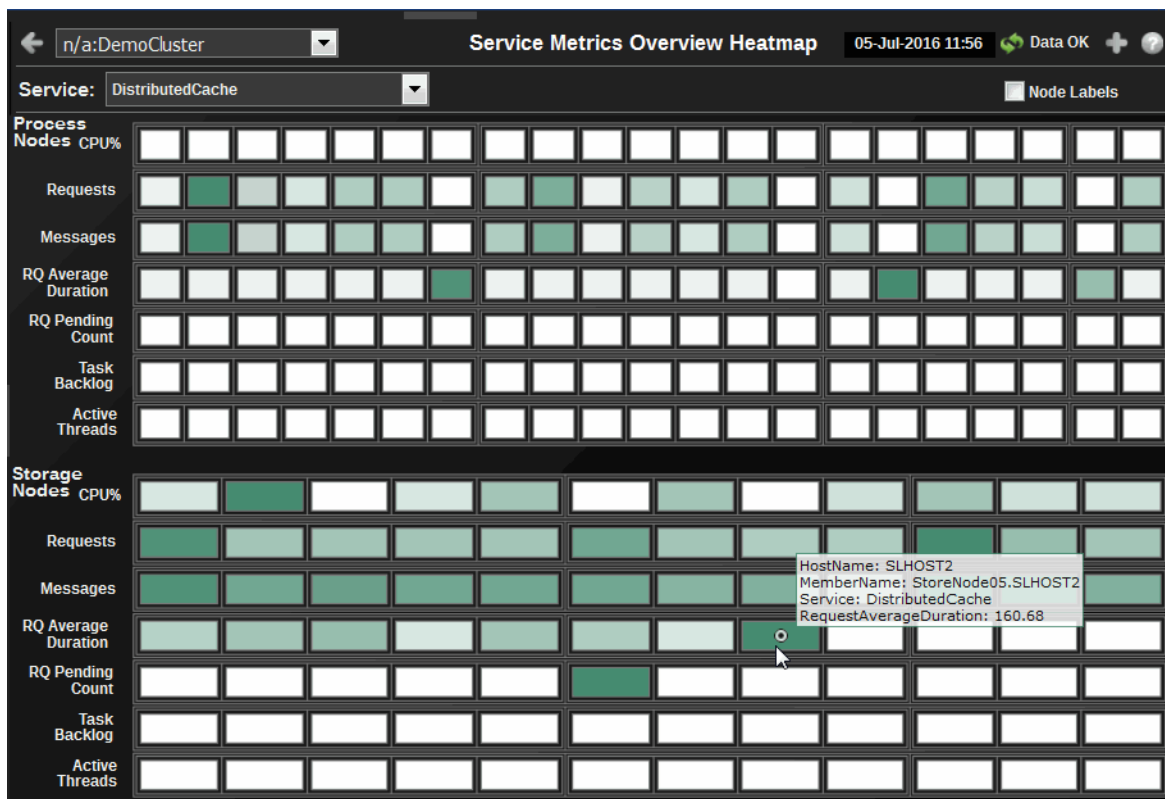 n/a:DemoCluster
Service Metrics Overview Heatmap
05-Jul-2016 11:56
Data OK
Service:
DistributedCache
Node Labels
Process
Nodes CPU%
Requests
Messages
RQ Average
Duration
RQ Pending
Count
Task
Backlog
Active
Threads
Storage
Nodes CPU%
Requests
HostName: SLHOST2
MemberName: StoreNode05.SLHOST2
Service: DistributedCache
RequestAverageDuration: 160.68
Messages
RQ Average
Duration
RQ Pending
Count
Task
Backlog
Active
Threads